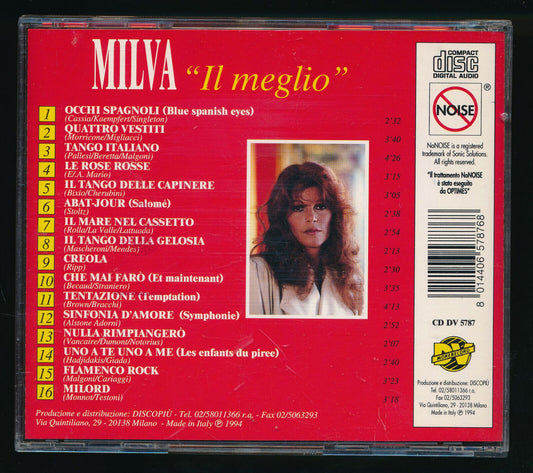 MILVA "Il meglio"
1 OCCHI SPAGNOLI (Blue spanish eyes)
(Cassia/Kaempfert/Singleton) 2'32
2 QUATTRO VESTITI
(Morricone/Migliacci) 3'40
3 TANGO ITALIANO
(Pallesi/Beretta/Malgoni) 4'26
4 LE ROSE ROSSE
(E/A. Mario) 3'15
5 IL TANGO DELLE CAPINERE
(Bixio/Cherubini) 3'05
6 ABAT-JOUR (Salomé)
(Stoltz) 2'38
7 IL MARE NEL CASSETTO
(Rolla/La Valle/Lattuada) 2'54
8 IL TANGO DELLA GELOSIA
(Mascheroni/Mendes) 2'13
9 CREOLA
(Ripp) 2'30
10 CHE MAI FARÒ (Et maintenant)
(Becaud/Straniero) 3'35
11 TENTAZIONE (Temptation)
(Brown/Bracchi) 4'13
12 SINFONIA D'AMORE (Symphonie)
(Alstone Adorni) 2'52
13 NULLA RIMPIANGERÒ
(Vancaire/Dumont/Notorius) 2'07
14 UNO A TE UNO A ME (Les enfants du piree)
(Hadjidakis/Giada) 2'40
15 FLAMENCO ROCK
(Malgoni/Cariaggi) 3'23
16 MILORD
(Monnot/Testoni) 3'18
Produzione e distribuzione: DISCOPIÙ - Tel. 02/58011366 r.a. - Fax 02/5063293
Via Quintiliano, 29 - 20138 Milano - Made in Italy ℗ 1994
COMPACT
disc
DIGITAL AUDIO
NOISE ®
NoNOISE is a registered
trademark of Sonic Solutions.
All rights reserved.
"Il trattamento NoNOISE
è stato eseguito
da OPTIMES"
8 014406 578768
CD DV 5787
Produzione e distribuzione: DISCOPIÙ
Tel. 02/58011366 r.a.
Fax 02/5063293
Via Quintiliano, 29 - 20138 Milano
Made in Italy ℗ 1994